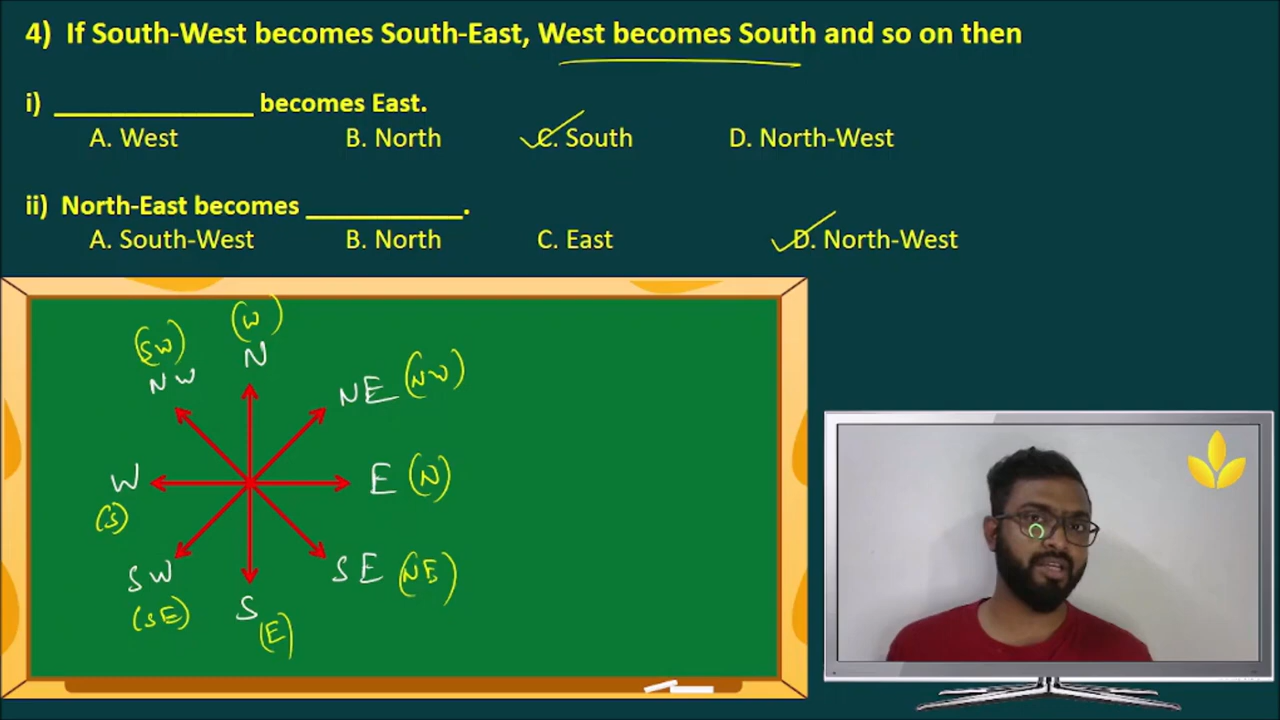 4) If South-West becomes South-East, West becomes South and so on then
i) ______________ becomes East.
A. West B. North C. South D. North-West
ii) North-East becomes ___________.
A. South-West B. North C. East D. North-West
(W)
(SW) N
NW NE (NW)
W E (N)
(S)
SW SE (NE)
(SE) S
(E)